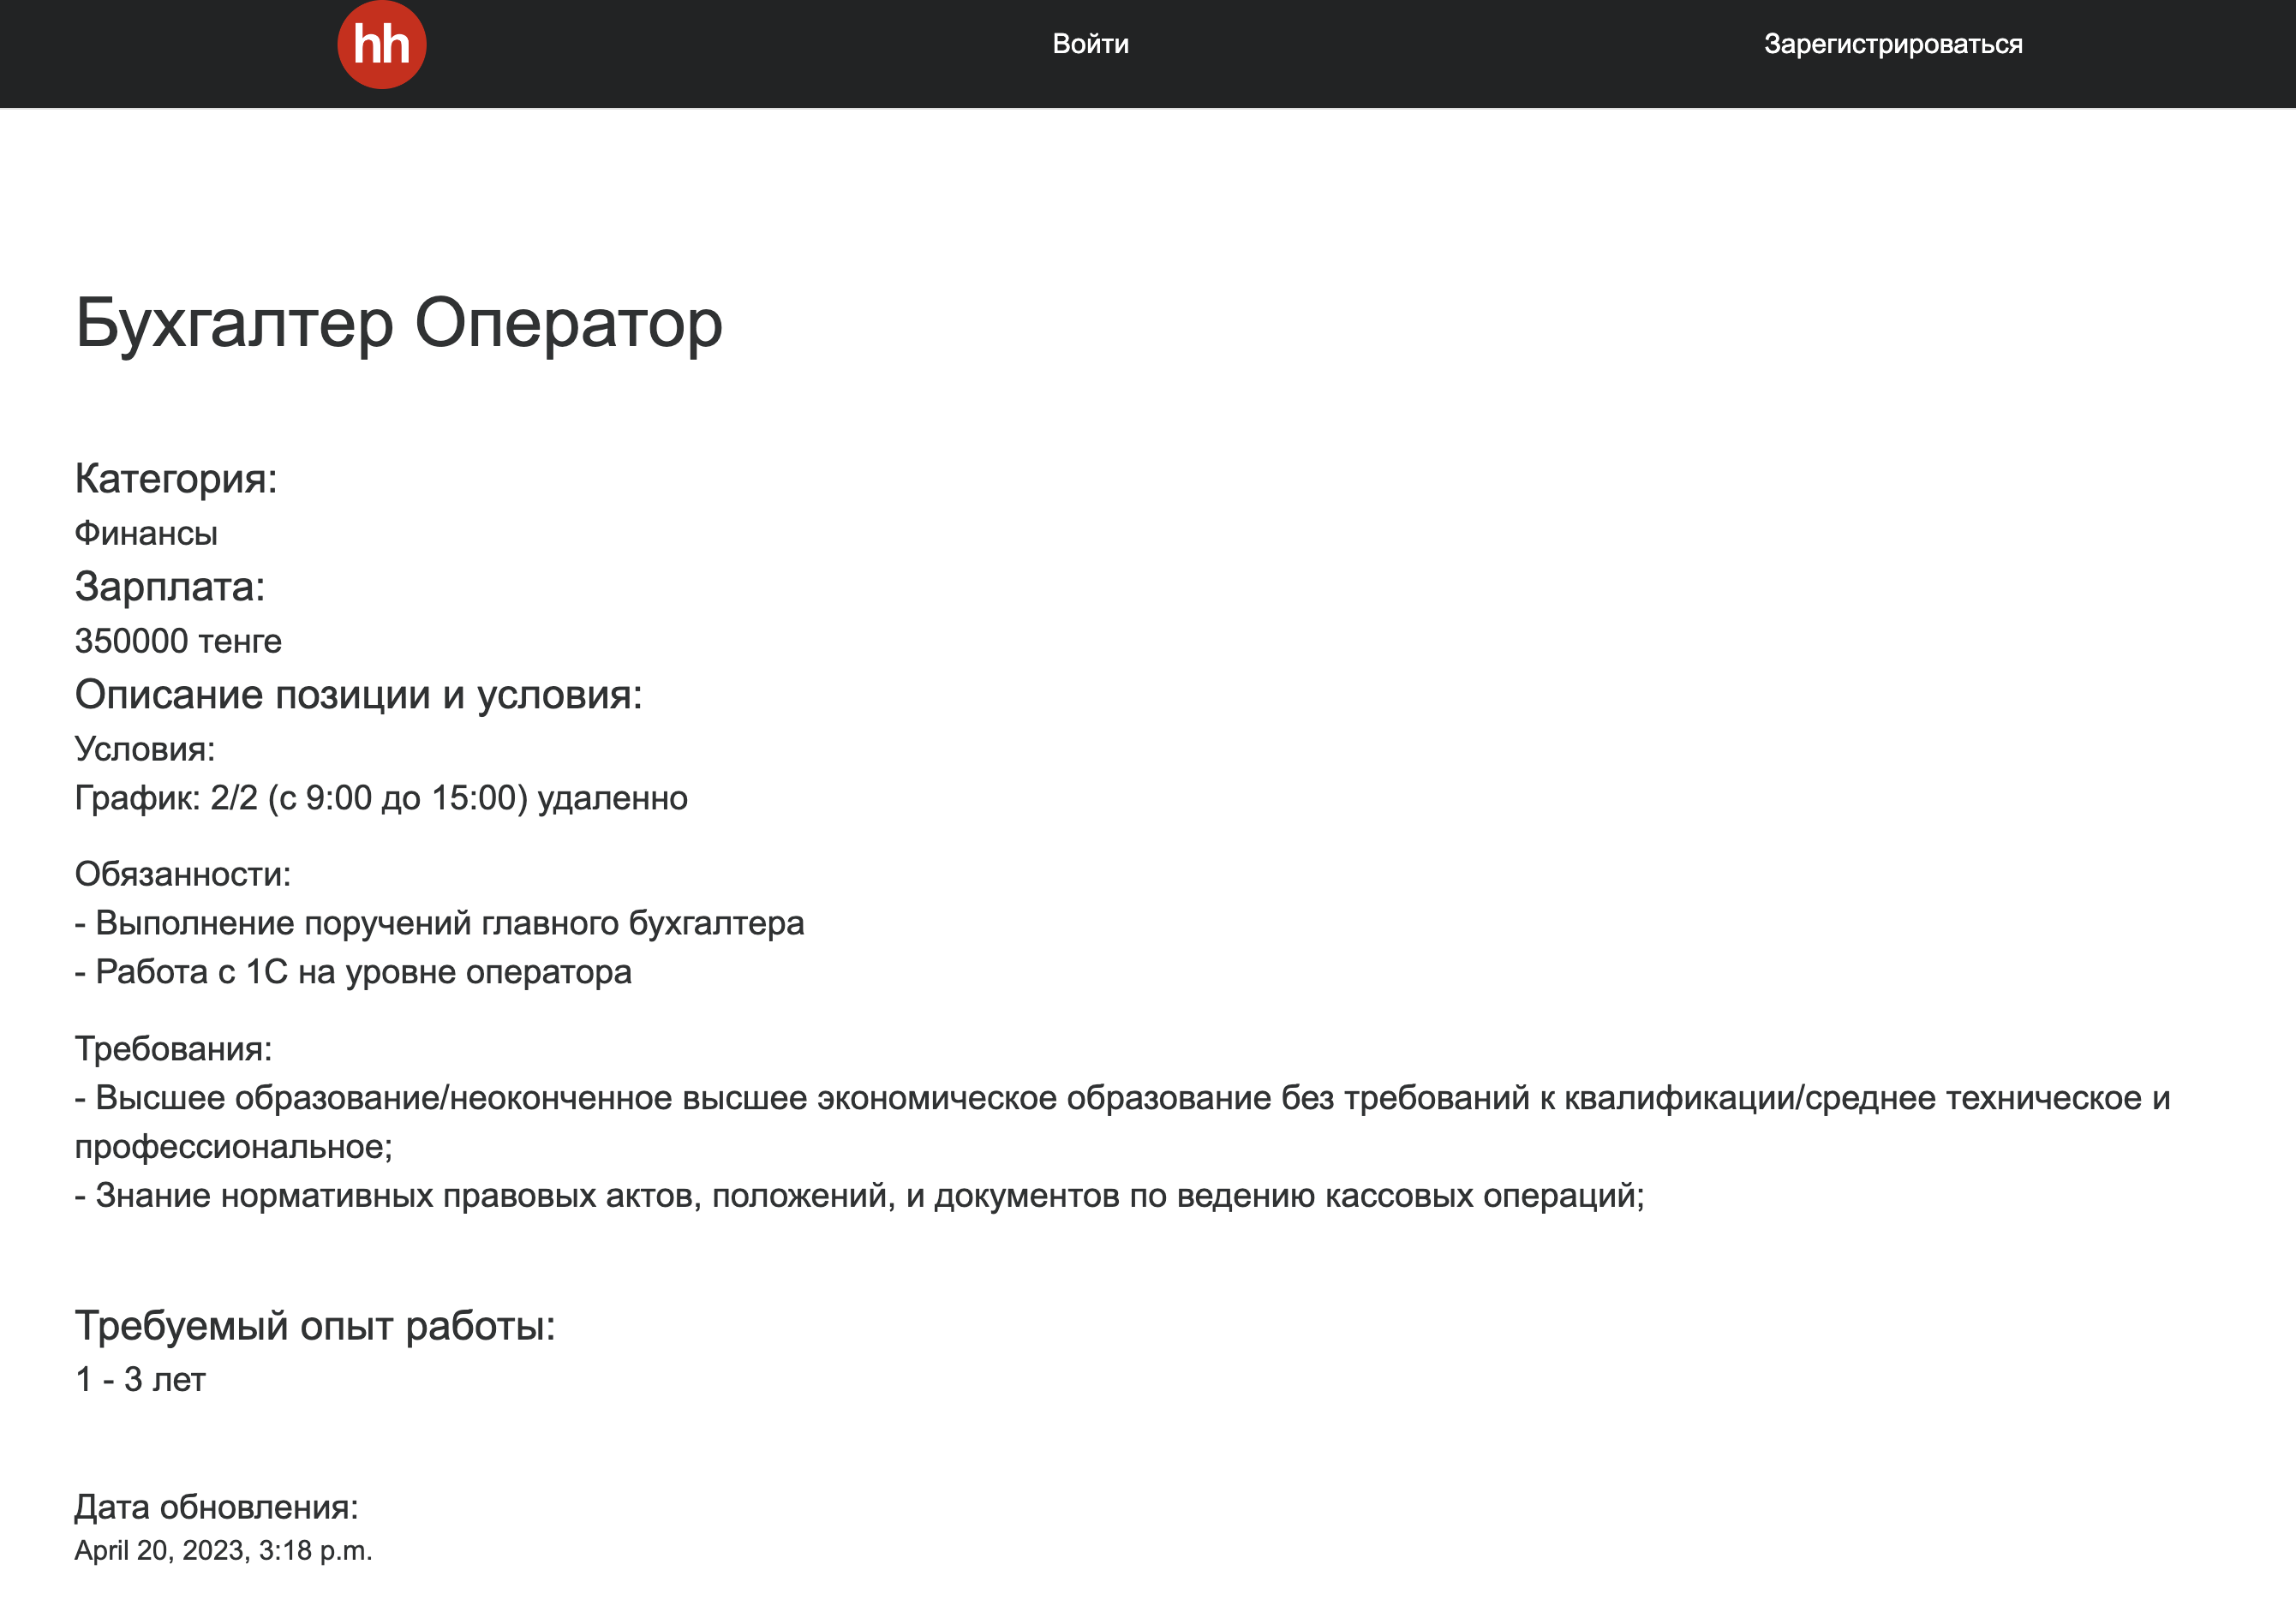 hh
Войти
Зарегистрироваться
Бухгалтер Оператор
Категория:
Финансы
Зарплата:
350000 тенге
Описание позиции и условия:
Условия:
График: 2/2 (с 9:00 до 15:00) удаленно
Обязанности:
- Выполнение поручений главного бухгалтера
- Работа с 1С на уровне оператора
Требования:
- Высшее образование/неоконченное высшее экономическое образование без требований к квалификации/среднее техническое и
профессиональное;
- Знание нормативных правовых актов, положений, и документов по ведению кассовых операций;
Требуемый опыт работы:
1 - 3 лет
Дата обновления:
April 20, 2023, 3:18 p.m.